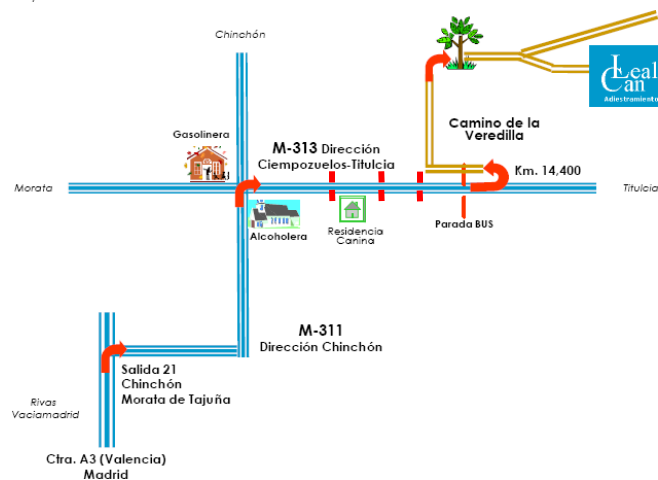 Chinchón
Leal
Can
Adiestramiento
Camino de la
Veredilla
Gasolinera
M-313 Dirección
Ciempozuelos-Titulcia
Km. 14,400
Morata
Titulcia
Alcoholera
Residencia
Canina
Parada BUS
M-311
Dirección Chinchón
Salida 21
Chinchón
Morata de Tajuña
Rivas
Vaciamadrid
Ctra. A3 (Valencia)
Madrid